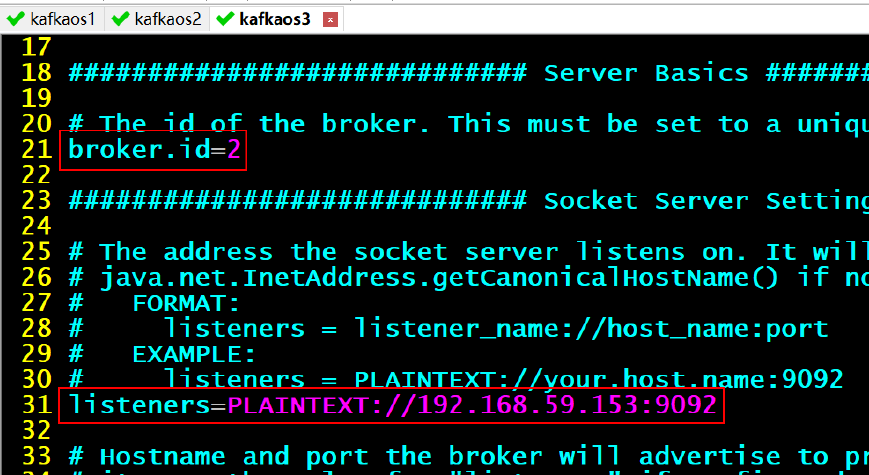 kafkaos1 kafkaos2 kafkaos3
17
18 ############################# Server Basics ########
19
20 # The id of the broker. This must be set to a uniqu
21 broker.id=2
22
23 ############################# Socket Server Setting
24
25 # The address the socket server listens on. It will
26 # java.net.InetAddress.getCanonicalHostName() if no
27 #   FORMAT:
28 #     listeners = listener_name://host_name:port
29 #   EXAMPLE:
30 #     listeners = PLAINTEXT://your.host.name:9092
31 listeners=PLAINTEXT://192.168.59.153:9092
32
33 # Hostname and port the broker will advertise to pr